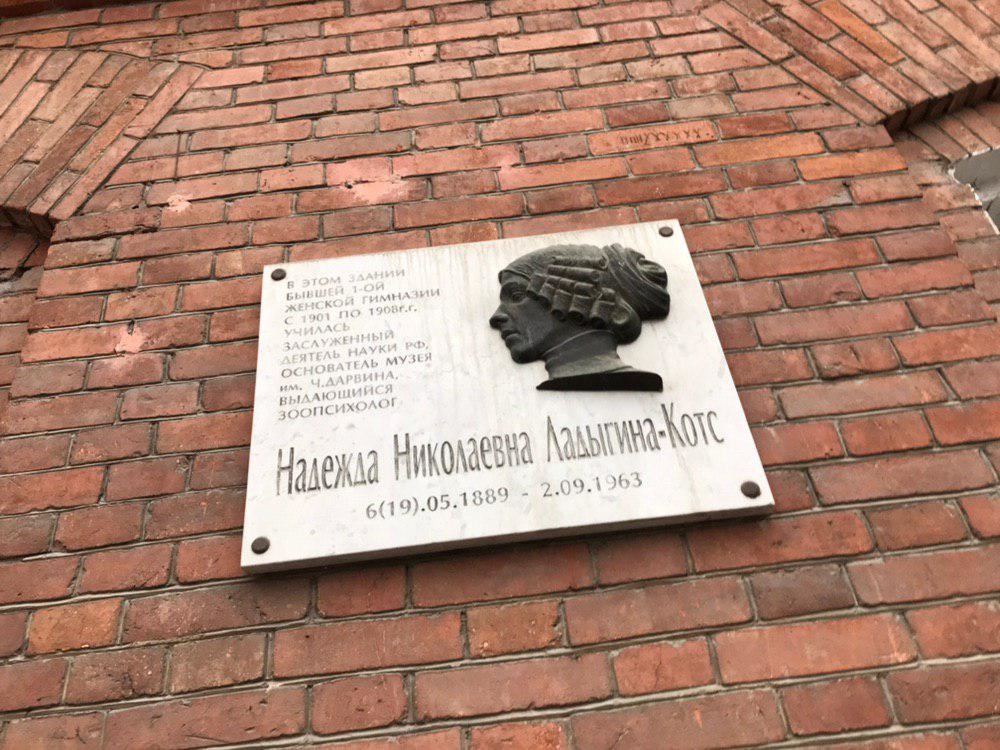 В ЭТОМ ЗДАНИИ
БЫВШЕЙ 1-ОЙ
ЖЕНСКОЙ ГИМНАЗИИ
С 1901 ПО 1908г.г.
УЧИЛАСЬ
ЗАСЛУЖЕННЫЙ
ДЕЯТЕЛЬ НАУКИ РФ,
ОСНОВАТЕЛЬ МУЗЕЯ
ИМ. Ч.ДАРВИНА,
ВЫДАЮЩИЙСЯ
ЗООПСИХОЛОГ
Надежда Николаевна Ладыгина-Котс
6(19).05.1889 - 2.09.1963